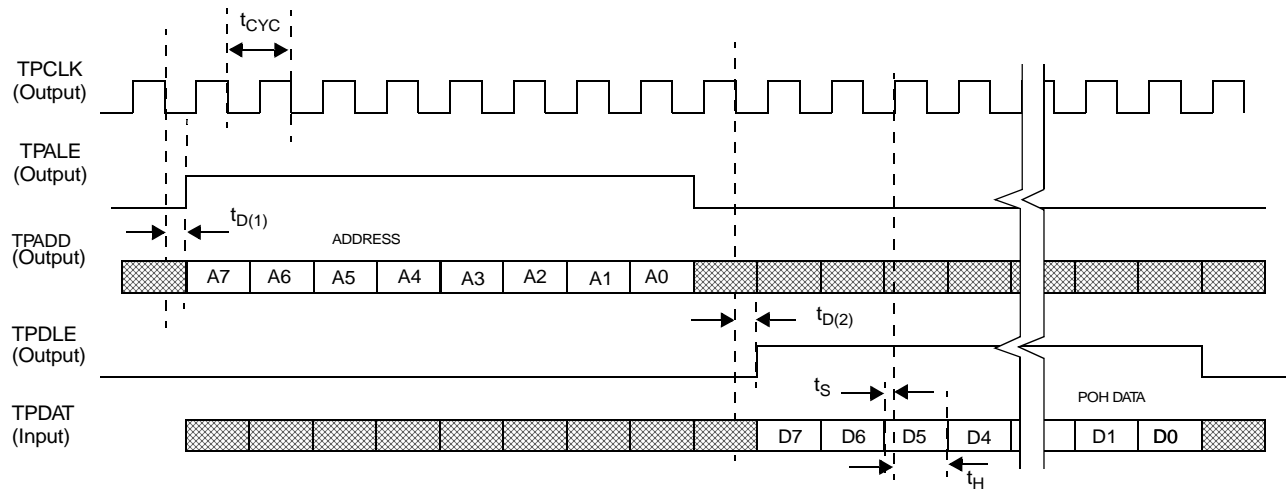 tCYC
TPCLK
(Output)
TPALE
(Output)
tD(1)
ADDRESS
TPADD
(Output)
A7 A6 A5 A4 A3 A2 A1 A0
tD(2)
TPDLE
(Output)
tS
POH DATA
TPDAT
(Input)
D7 D6 D5 D4 D1 D0
tH